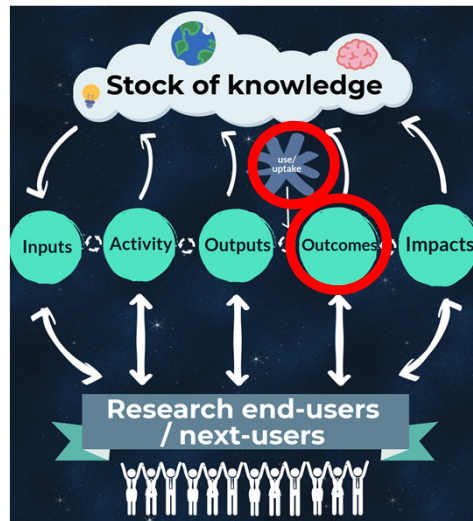 Stock of knowledge
use/
uptake
Inputs
Activity
Outputs
Outcomes
Impacts
Research end-users
/ next-users